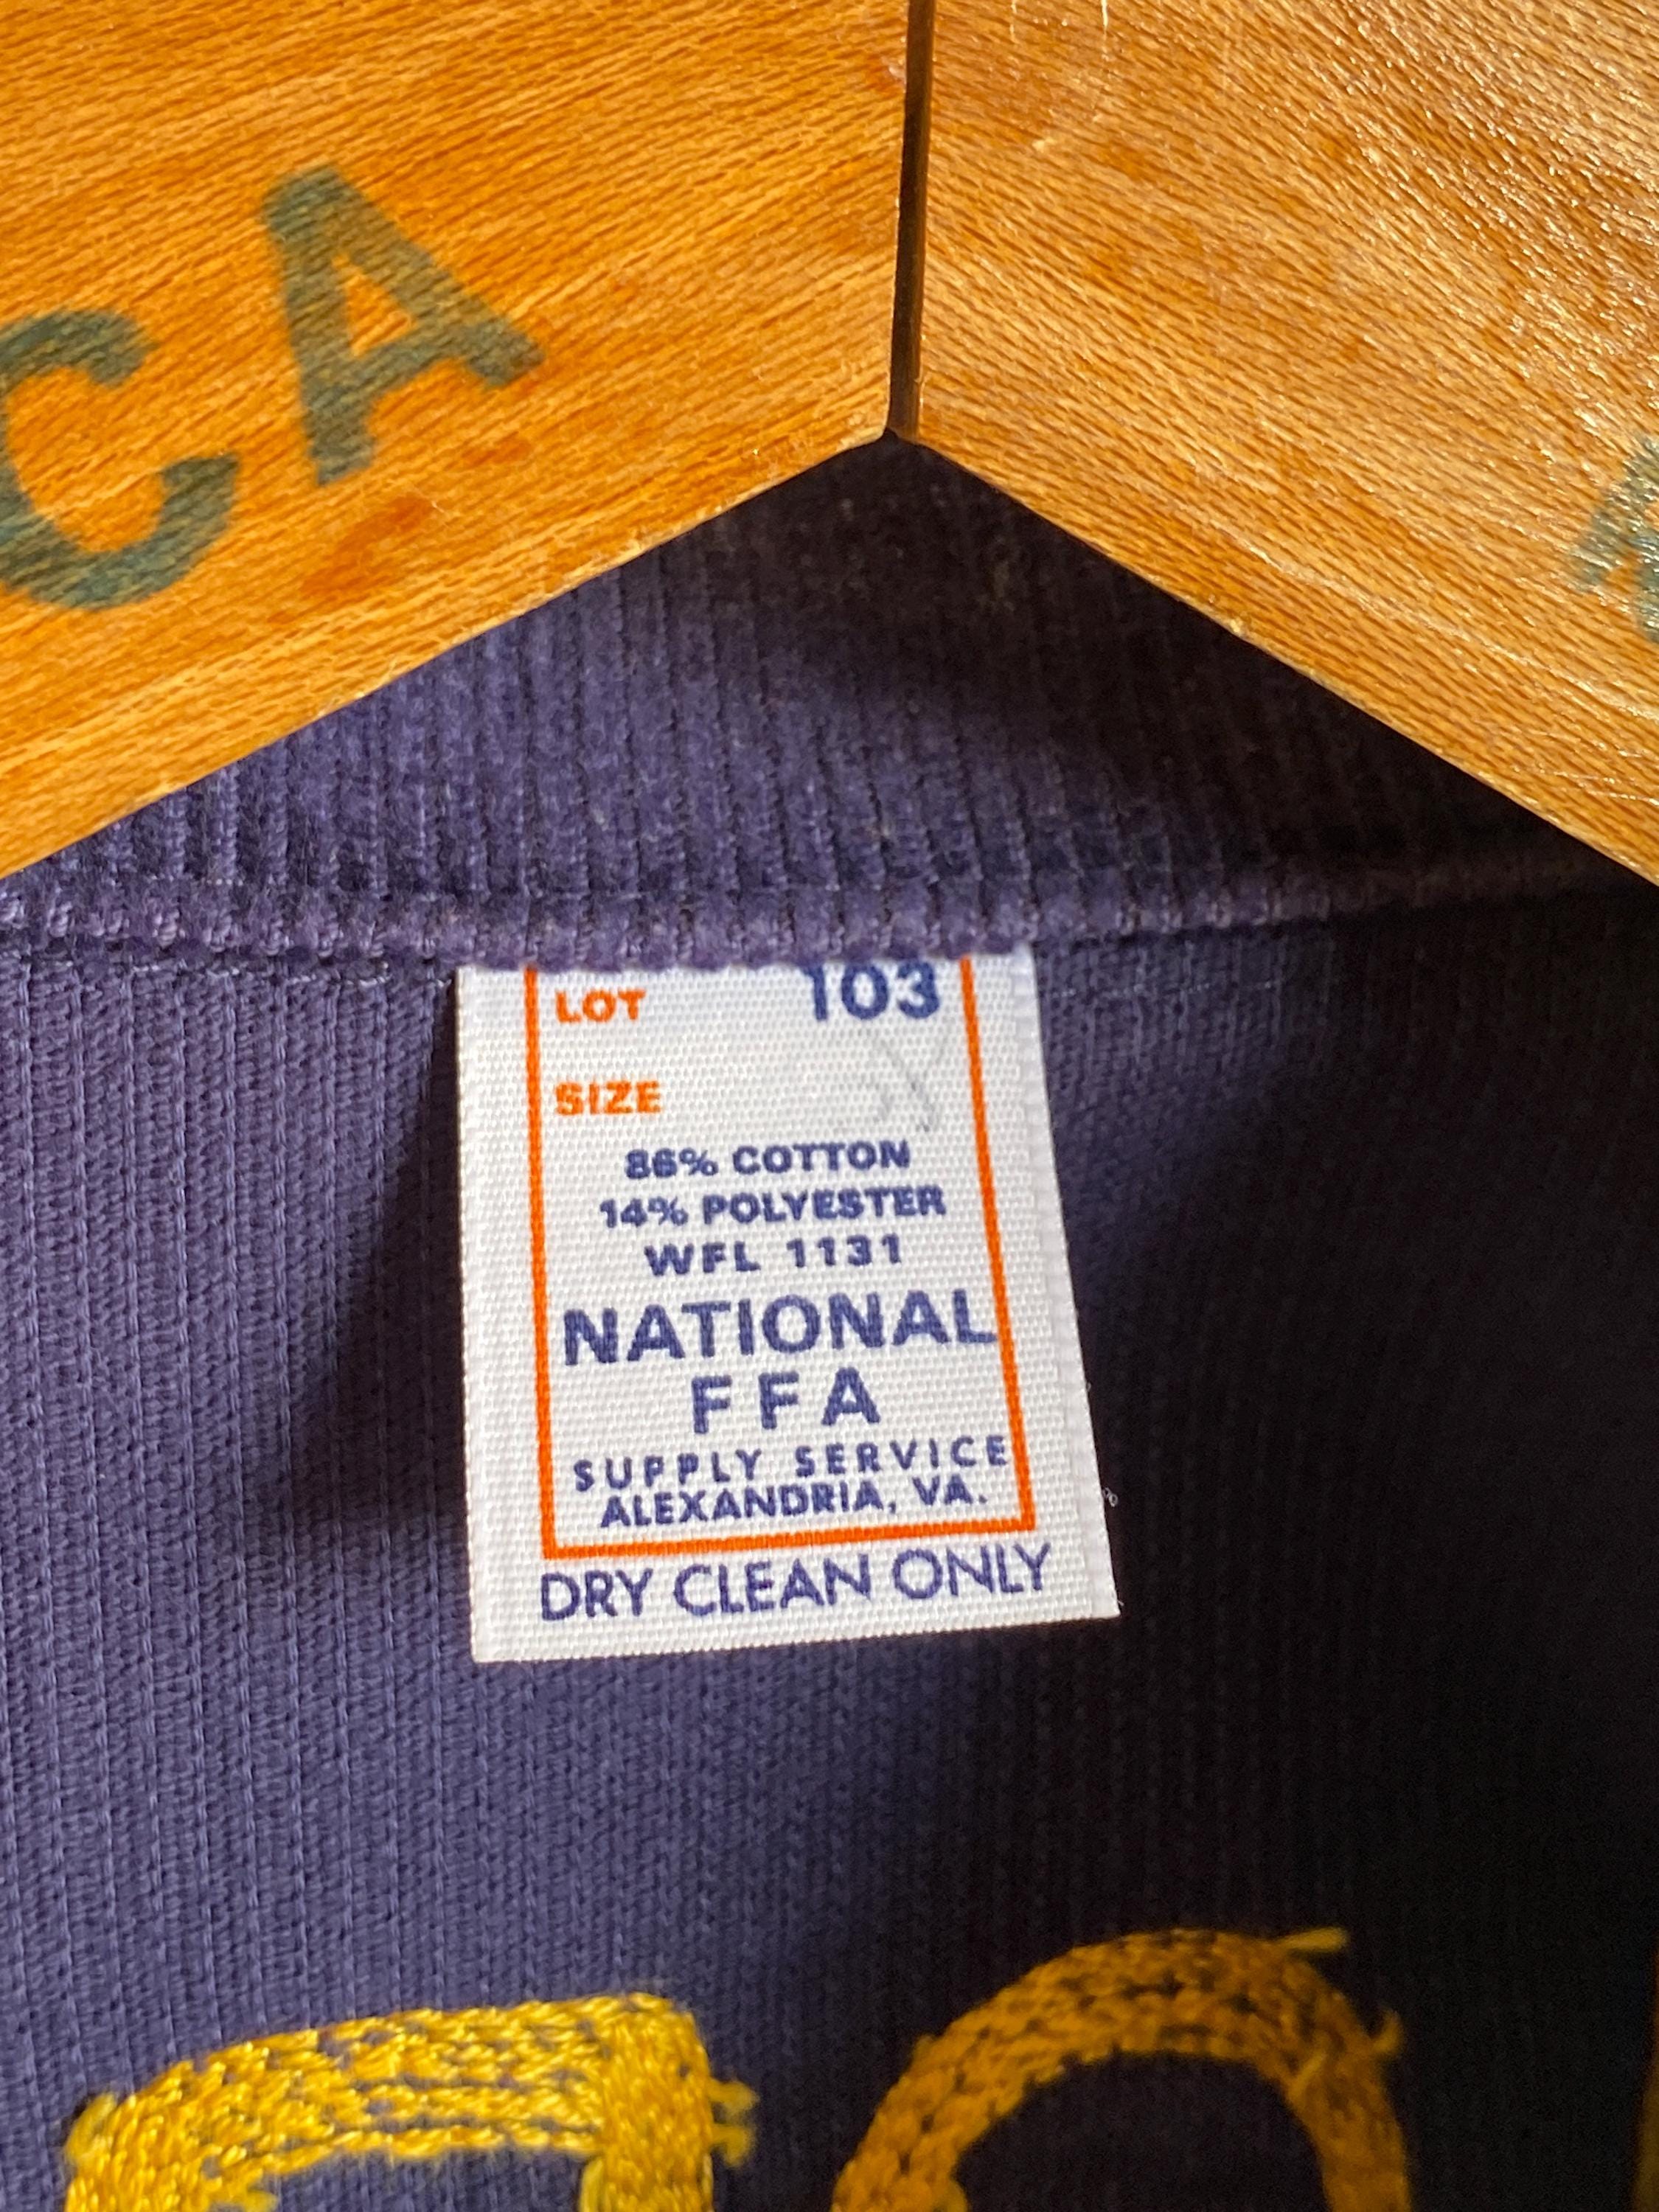 CA
LOT 103
SIZE
86% COTTON
14% POLYESTER
WFL 1131
NATIONAL
FFA
SUPPLY SERVICE
ALEXANDRIA, VA.
DRY CLEAN ONLY